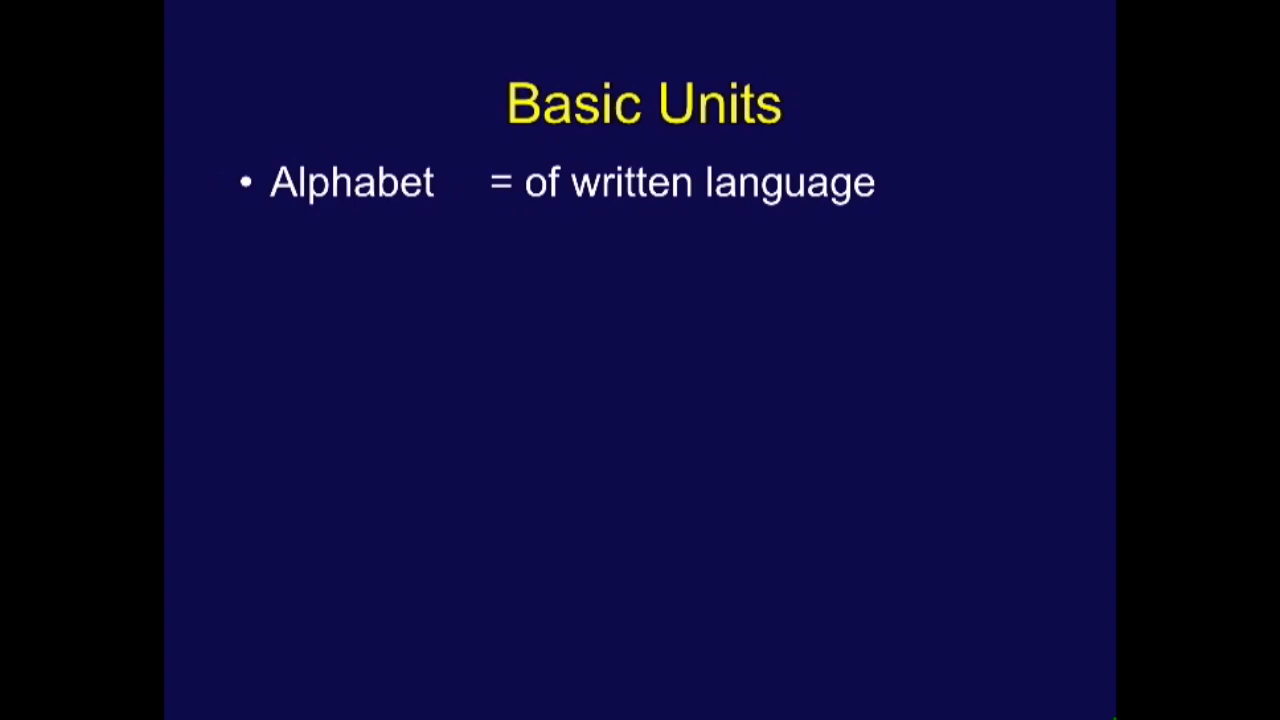 Basic Units
• Alphabet = of written language